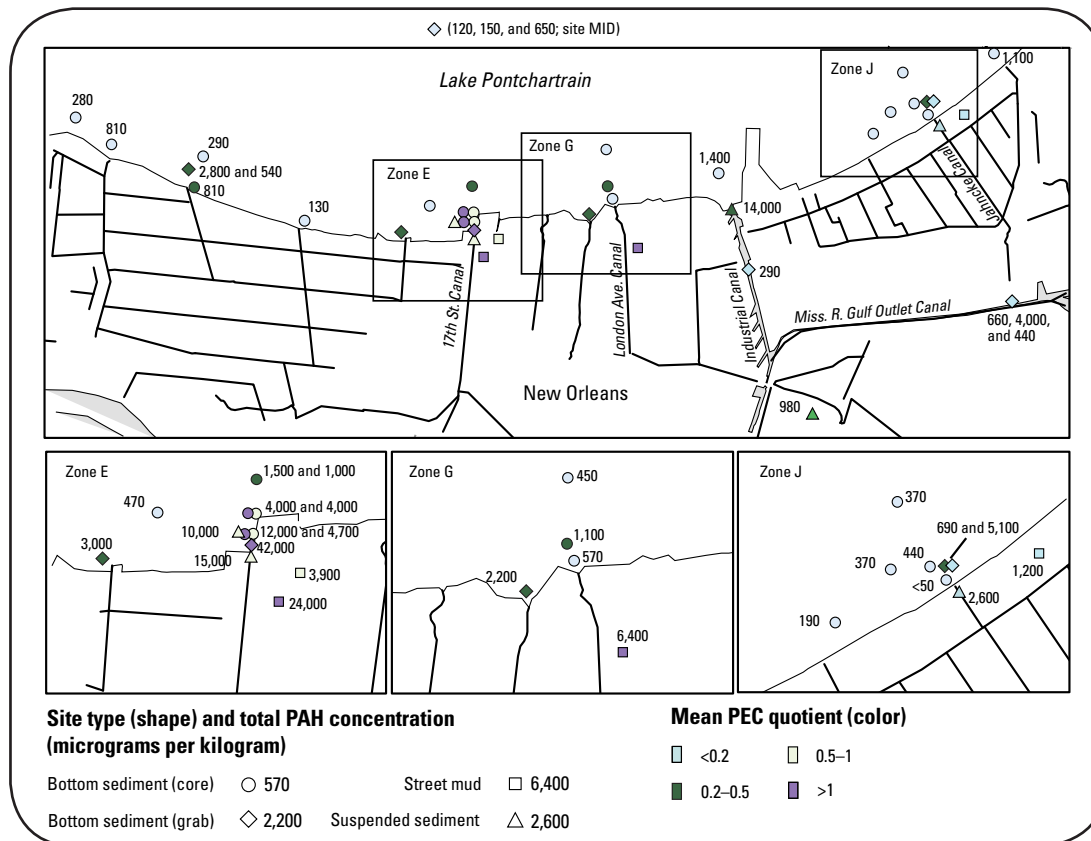 (120, 150, and 650; site MID)
Lake Pontchartrain
Zone J
1,100
280
810
290
2,800 and 540
810
130
Zone E
Zone G
1,400
14,000
290
Jahncke Canal
17th St. Canal
London Ave. Canal
Industrial Canal
Miss. R. Gulf Outlet Canal
660, 4,000,
and 440
New Orleans
980
Zone E
1,500 and 1,000
470
4,000 and 4,000
10,000
12,000 and 4,700
42,000
3,000
15,000
3,900
24,000
Zone G
450
1,100
570
2,200
6,400
Zone J
370
690 and 5,100
440
370
<50
1,200
2,600
190
Site type (shape) and total PAH concentration
(micrograms per kilogram)
Bottom sediment (core) 570
Street mud 6,400
Bottom sediment (grab) 2,200
Suspended sediment 2,600
Mean PEC quotient (color)
<0.2
0.5–1
0.2–0.5
>1